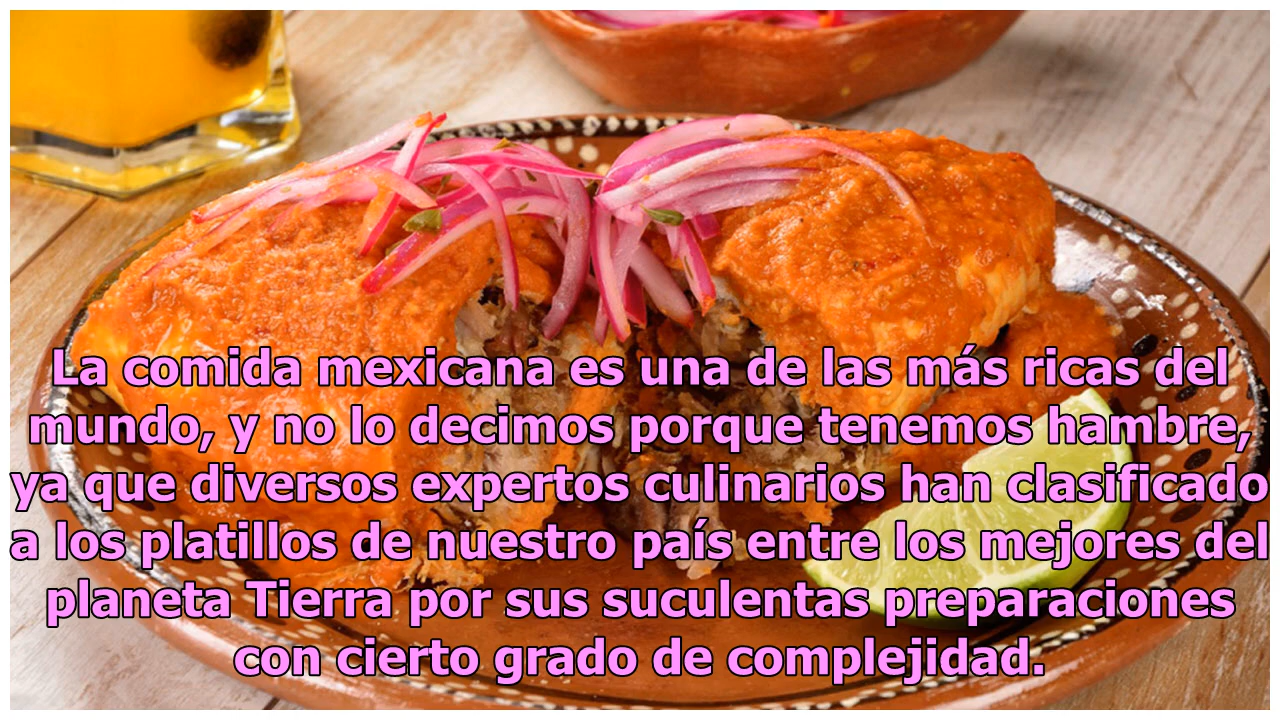 La comida mexicana es una de las más ricas del
mundo, y no lo decimos porque tenemos hambre,
ya que diversos expertos culinarios han clasificado
a los platillos de nuestro país entre los mejores del
planeta Tierra por sus suculentas preparaciones
con cierto grado de complejidad.